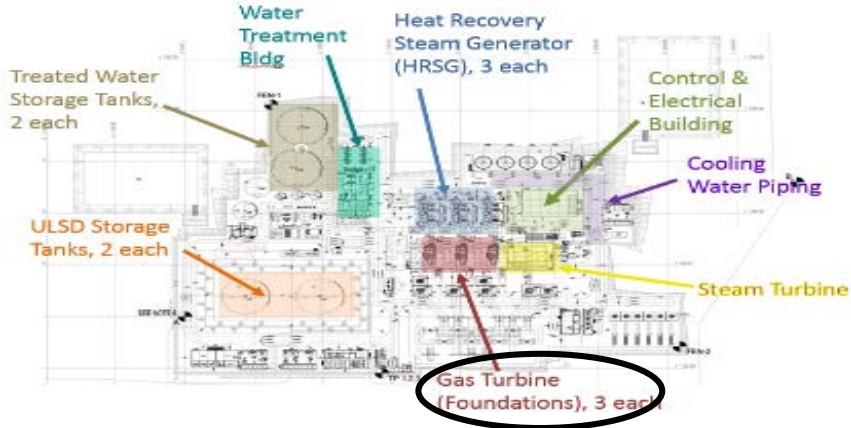 Water
Treatment
Bldg
Heat Recovery
Steam Generator
(HRSG), 3 each
Treated Water
Storage Tanks,
2 each
Control &
Electrical
Building
Cooling
Water Piping
ULSD Storage
Tanks, 2 each
Steam Turbine
Gas Turbine
(Foundations), 3 each